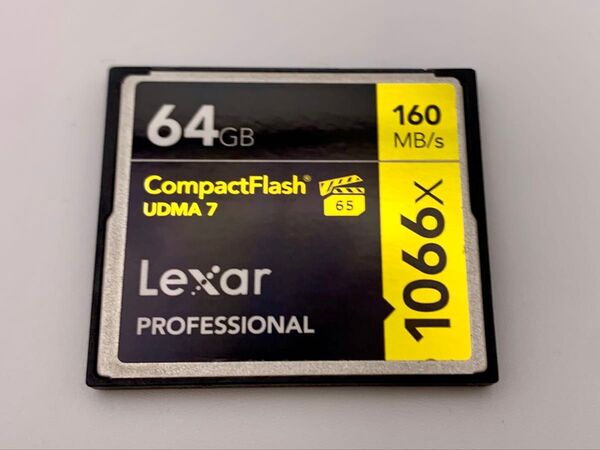 64GB
160
MB/s
CompactFlash®
UDMA 7
65
Lexar
PROFESSIONAL
1066x